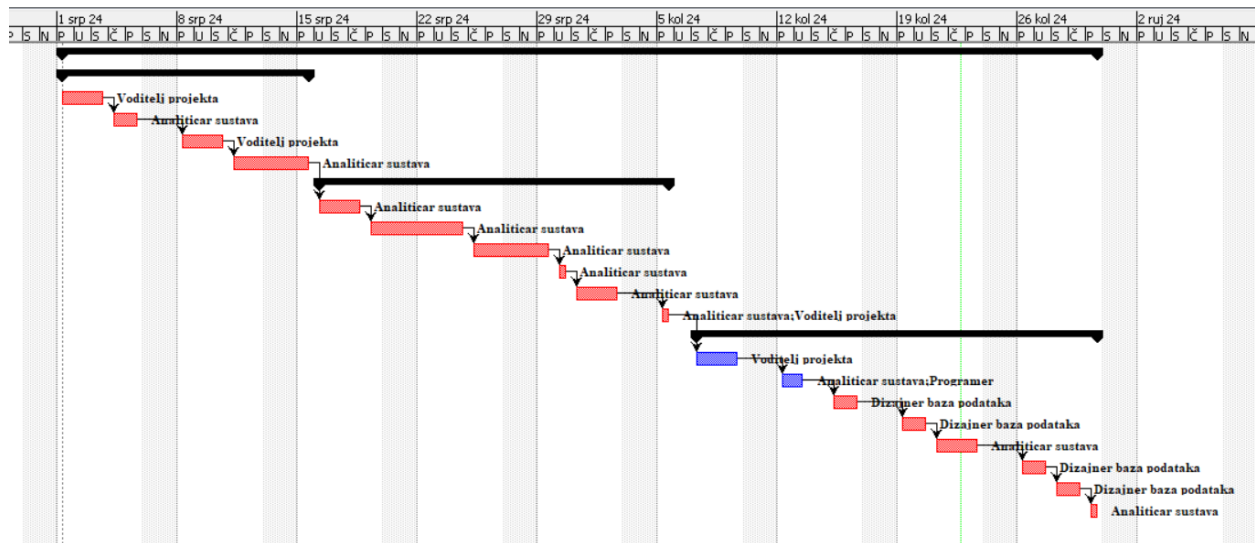 1 srp 24 8 srp 24 15 srp 24 22 srp 24 29 srp 24 5 kol 24 12 kol 24 19 kol 24 26 kol 24 2 ruj 24
P S N P U S Č P S N P U S Č P S N P U S Č P S N P U S Č P S N P U S Č P S N P U S Č P S N P U S Č P S N P U S Č P S N P U S Č P S N P U S Č P S N
Voditelj projekta
Analiticar sustava
Voditelj projekta
Analiticar sustava
Analiticar sustava
Analiticar sustava
Analiticar sustava
Analiticar sustava
Analiticar sustava
Analiticar sustava;Voditelj projekta
Voditelj projekta
Analiticar sustava;Programer
Dizajner baza podataka
Dizajner baza podataka
Analiticar sustava
Dizajner baza podataka
Dizajner baza podataka
Analiticar sustava